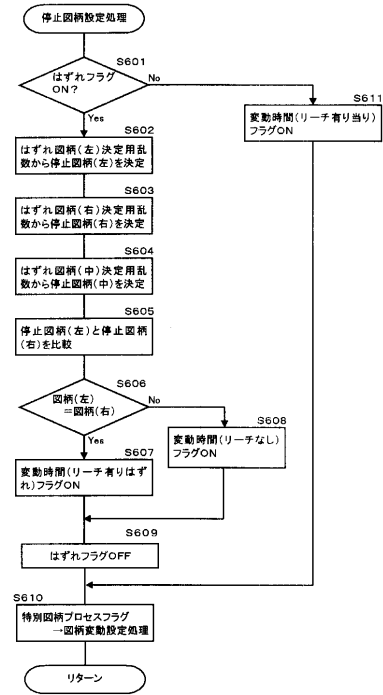 停止図柄設定処理
S601
はずれフラグ
ON?
No
Yes
S611
変動時間(リーチ有り当り)
フラグON
S602
はずれ図柄(左)決定用乱
数から停止図柄(左)を決定
S603
はずれ図柄(右)決定用乱
数から停止図柄(右)を決定
S604
はずれ図柄(中)決定用乱
数から停止図柄(中)を決定
S605
停止図柄(左)と停止図柄
(右)を比較
S606
図柄(左)
=図柄(右)
No
Yes
S608
変動時間(リーチなし)
フラグON
S607
変動時間(リーチ有りはず
れ)フラグON
S609
はずれフラグOFF
S610
特別図柄プロセスフラグ
→図柄変動設定処理
リターン